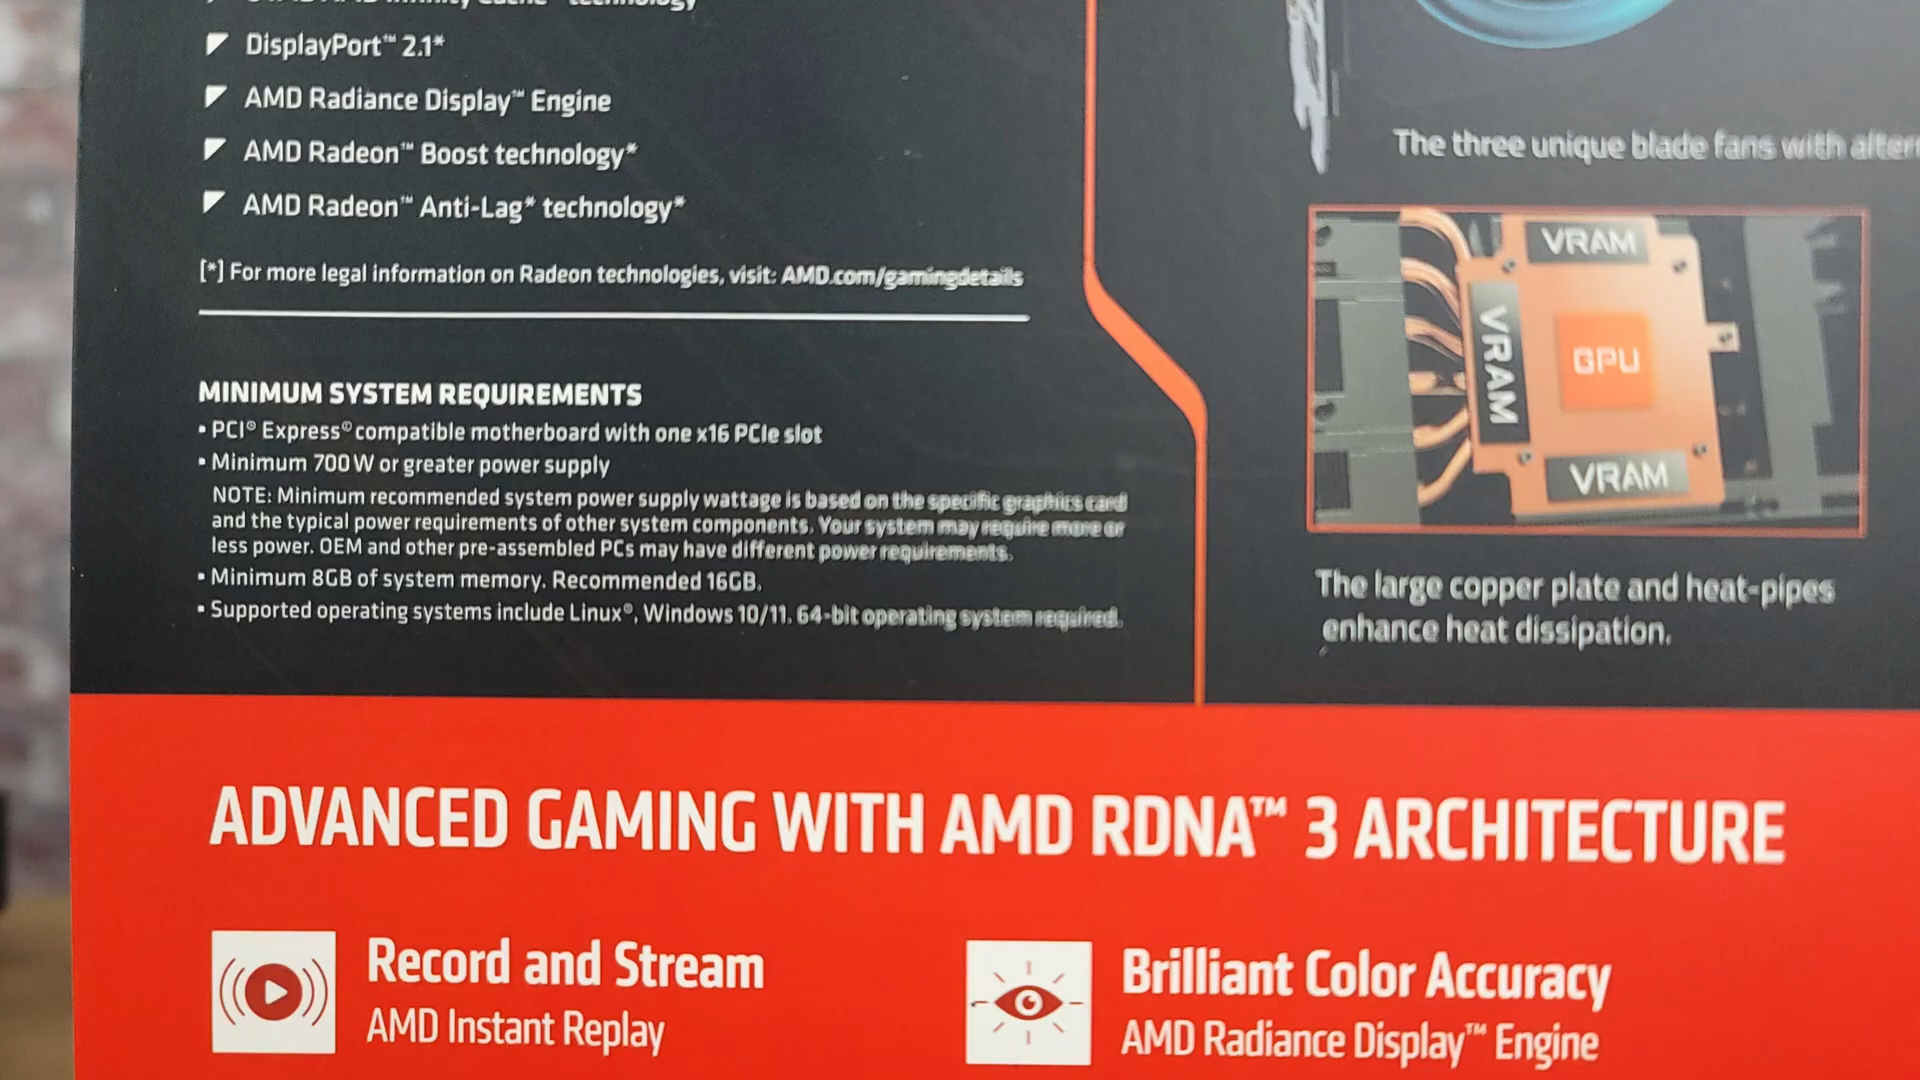 Infinity Cache™ technology
DisplayPort™ 2.1*
AMD Radiance Display™ Engine
AMD Radeon™ Boost technology*
AMD Radeon™ Anti-Lag* technology*
[*] For more legal information on Radeon technologies, visit: AMD.com/gamingdetails
MINIMUM SYSTEM REQUIREMENTS
▪ PCI® Express® compatible motherboard with one x16 PCIe slot
▪ Minimum 700W or greater power supply
NOTE: Minimum recommended system power supply wattage is based on the specific graphics card
and the typical power requirements of other system components. Your system may require more or
less power. OEM and other pre-assembled PCs may have different power requirements.
▪ Minimum 8GB of system memory. Recommended 16GB.
▪ Supported operating systems include Linux®, Windows 10/11. 64-bit operating system required.
The three unique blade fans with
VRAM
VRAM
GPU
VRAM
The large copper plate and heat-pipes
enhance heat dissipation.
ADVANCED GAMING WITH AMD RDNA™ 3 ARCHITECTURE
Record and Stream
AMD Instant Replay
Brilliant Color Accuracy
AMD Radiance Display™ Engine